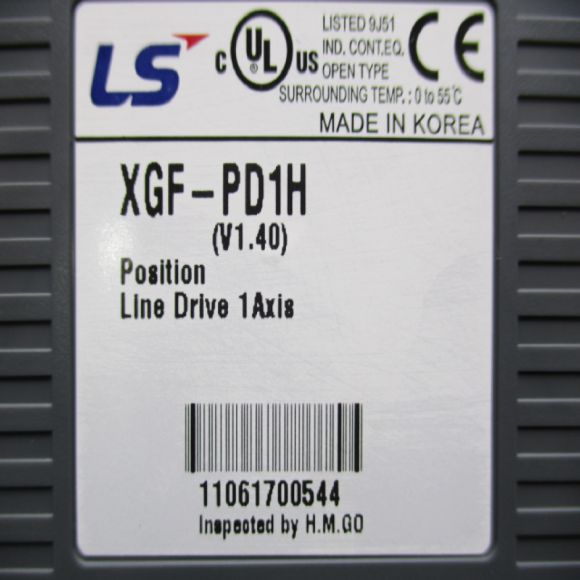 LS
C UL US
LISTED 9J51
IND. CONT.EQ.
OPEN TYPE
CE
SURROUNDING TEMP.: 0 to 55°C
MADE IN KOREA
XGF-PD1H
(V1.40)
Position
Line Drive 1Axis
11061700544
Inspected by H.M.GO